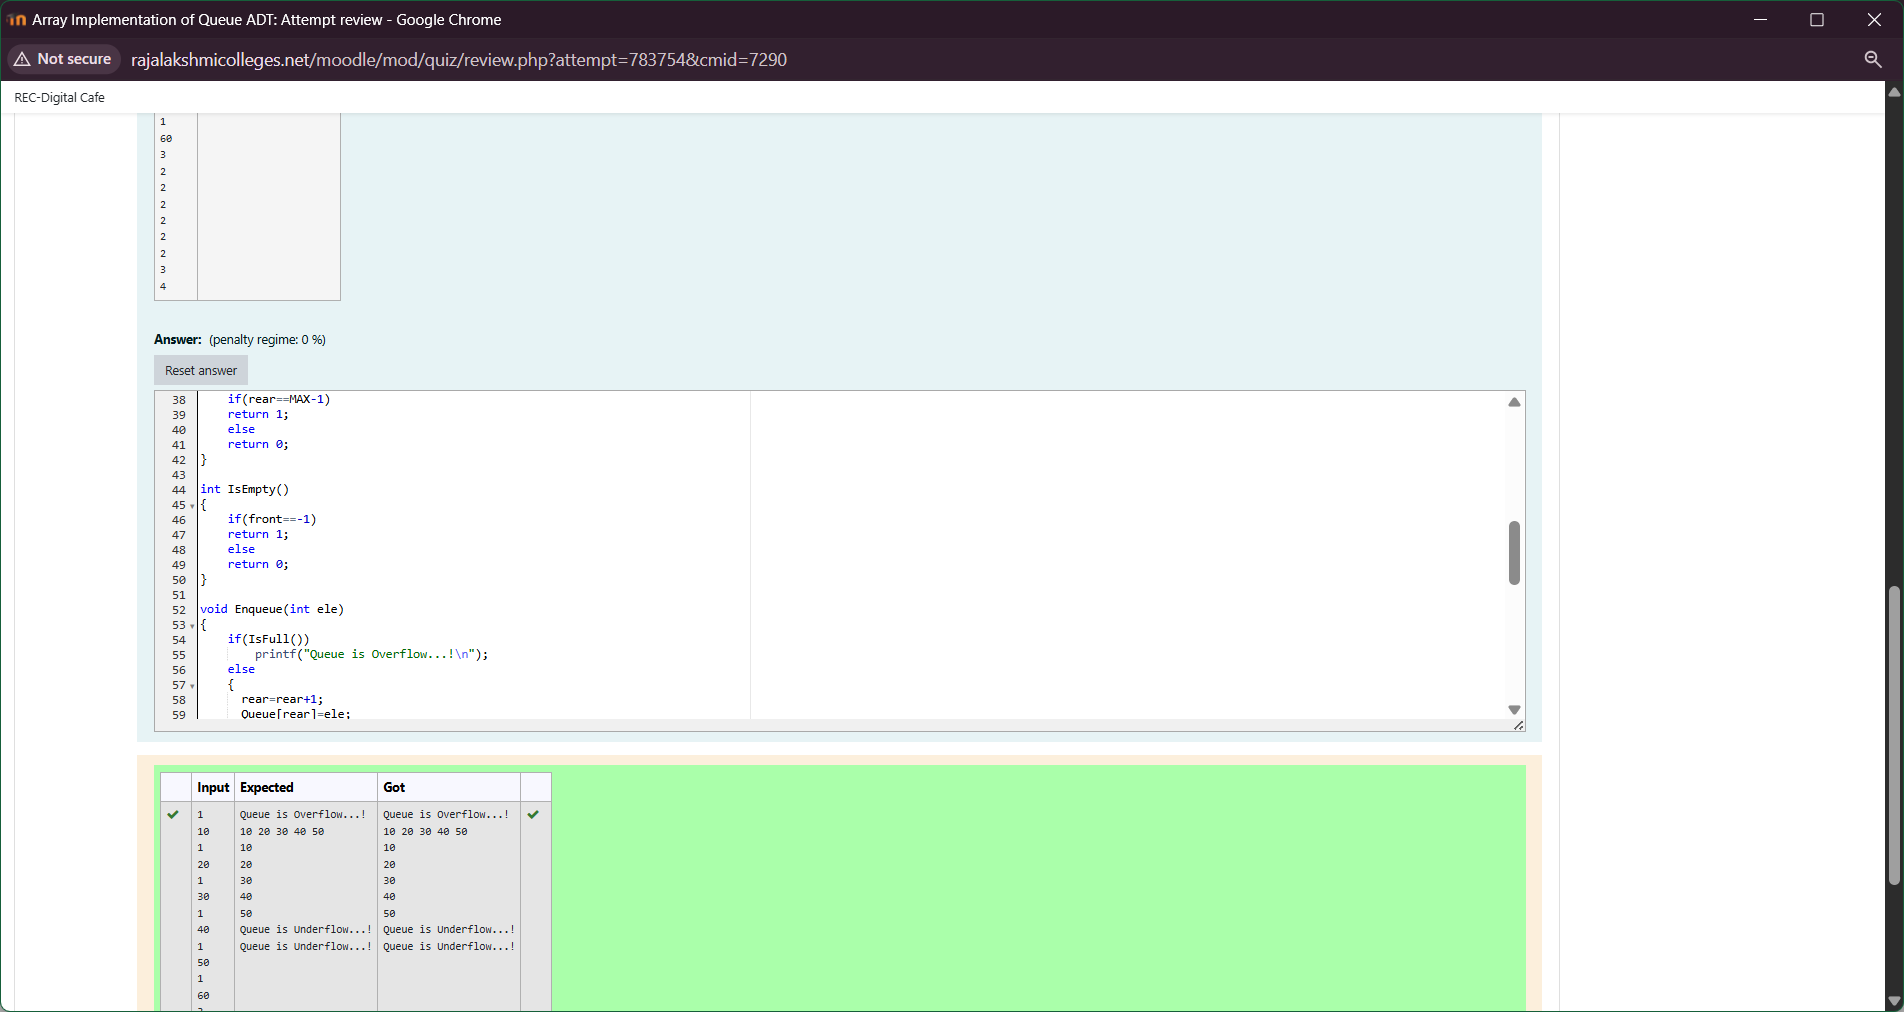 Array Implementation of Queue ADT: Attempt review - Google Chrome
Not secure rajalakshmicolleges.net/moodle/mod/quiz/review.php?attempt=783754&cmid=7290
REC-Digital Cafe
1
60
3
2
2
2
2
2
2
3
4
Answer: (penalty regime: 0 %)
Reset answer
38     if(rear==MAX-1)
39     return 1;
40     else
41     return 0;
42 }
43
44 int IsEmpty()
45 {
46     if(front==-1)
47     return 1;
48     else
49     return 0;
50 }
51
52 void Enqueue(int ele)
53 {
54     if(IsFull())
55         printf("Queue is Overflow...!\n");
56     else
57     {
58       rear=rear+1;
59       Queue[rear]=ele;
Input Expected Got
1 Queue is Overflow...! Queue is Overflow...!
10 10 20 30 40 50 10 20 30 40 50
1 10 10
20 20 20
1 30 30
30 40 40
1 50 50
40 Queue is Underflow...! Queue is Underflow...!
1 Queue is Underflow...! Queue is Underflow...!
50
1
60